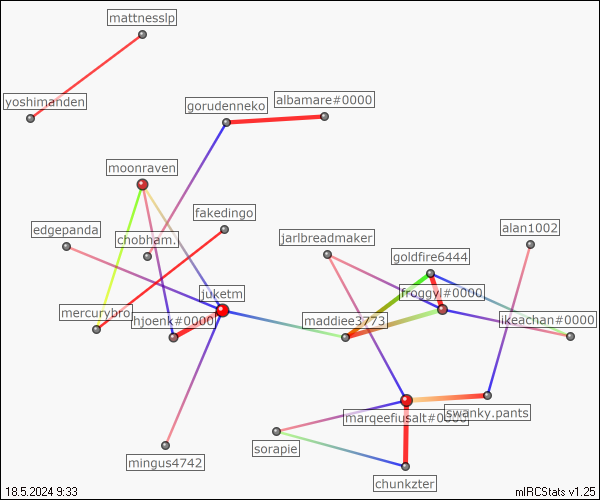 mattnesslp
yoshimanden
gorudenneko
albamare#0000
moonraven
fakedingo
edgepanda
chobham.
jarlbreadmaker
alan1002
goldfire6444
juketm
froggyl#0000
mercurybro
hjoenk#0000
maddiee3773
ikeachan#0000
marqeefiusalt#0000
swanky.pants
sorapie
mingus4742
chunkzter
18.5.2024 9:33
mIRCStats v1.25